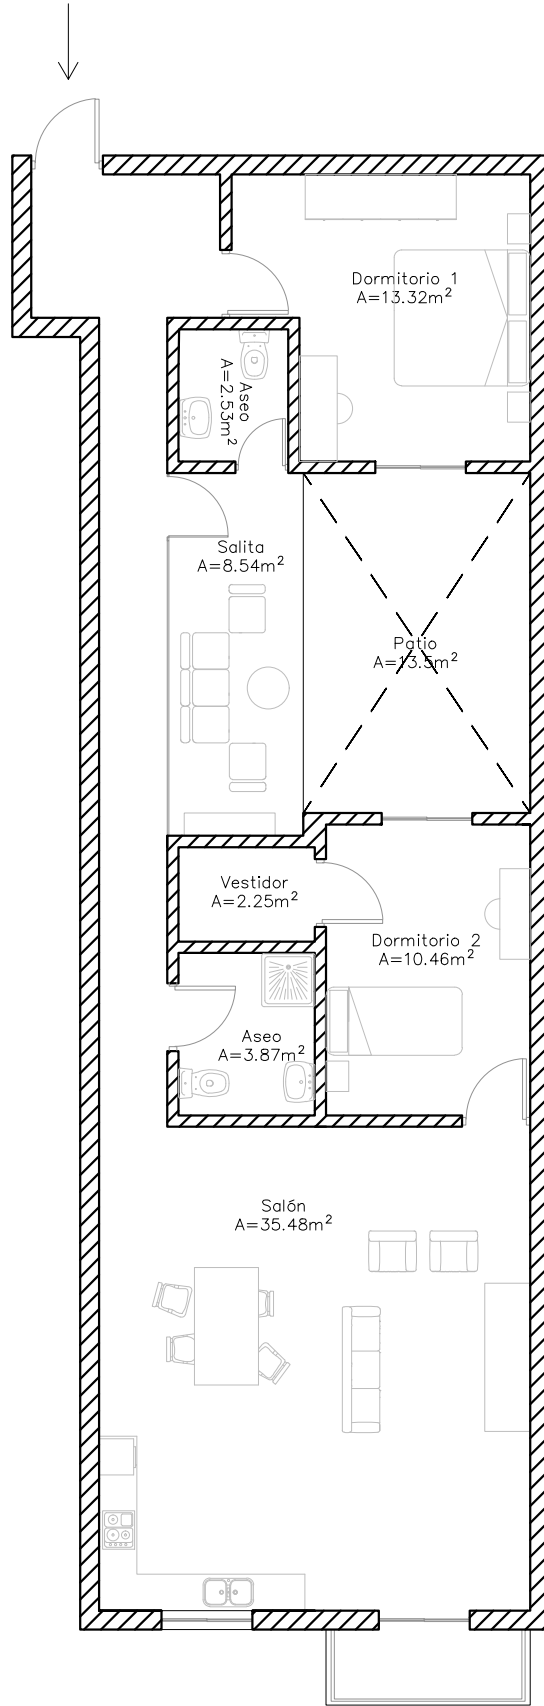 Dormitorio 1
A=13.32m²
Aseo
A=2.53m²
Salita
A=8.54m²
Patio
A=13.5m²
Vestidor
A=2.25m²
Dormitorio 2
A=10.46m²
Aseo
A=3.87m²
Salón
A=35.48m²